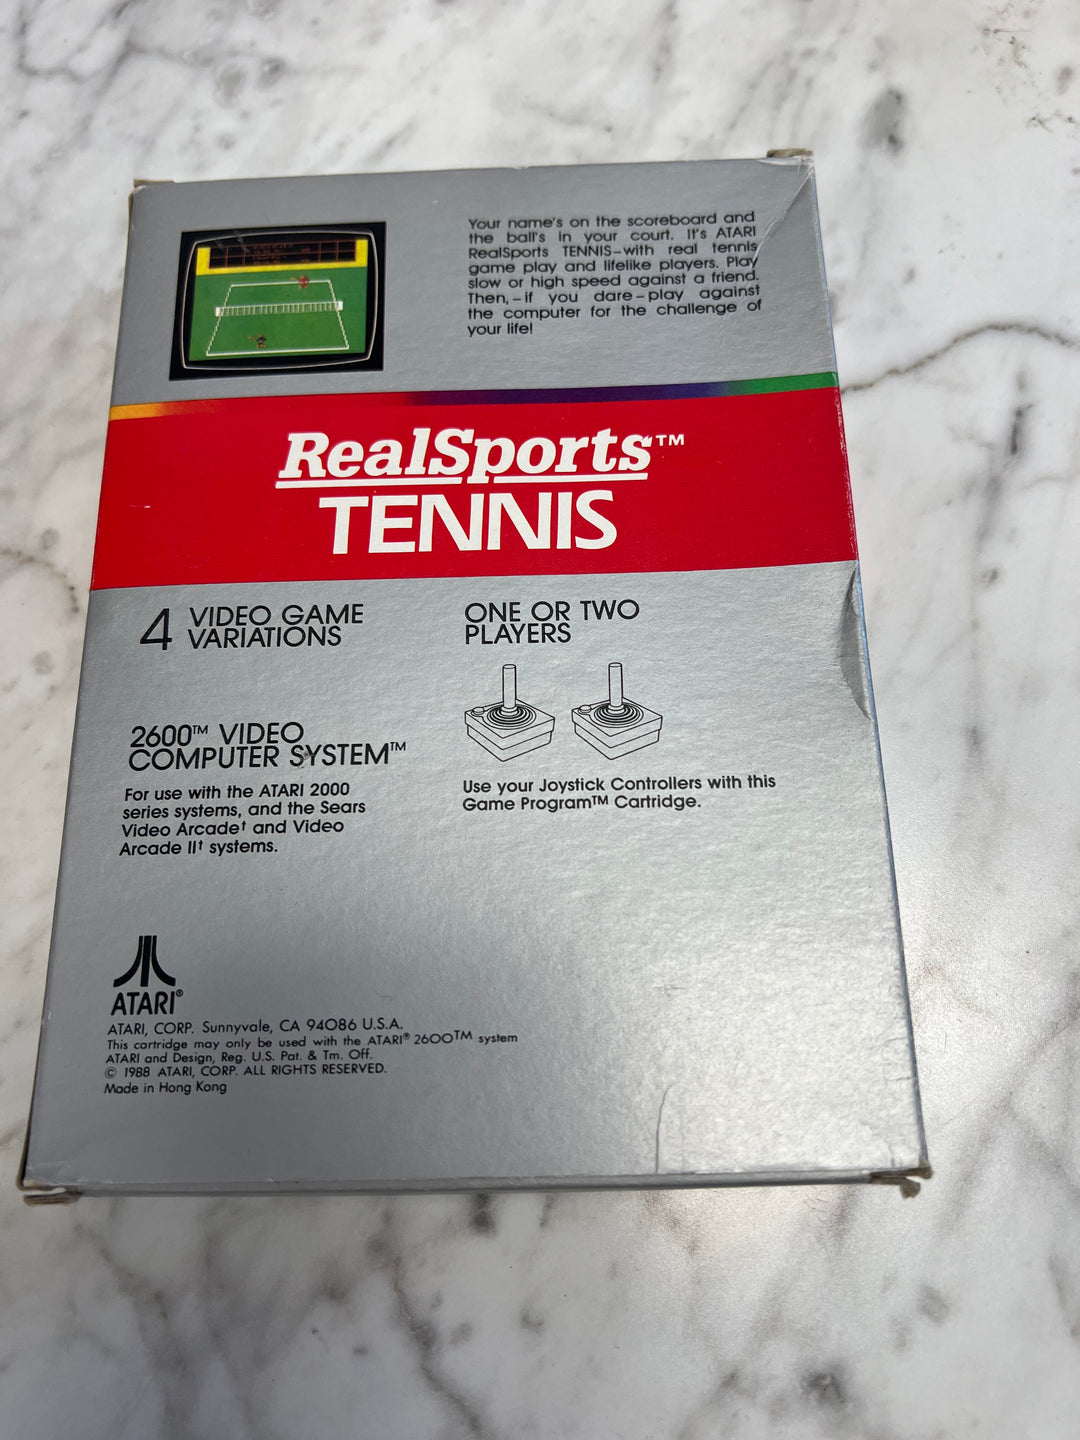 Your name's on the scoreboard and
the ball's in your court. It's ATARI
RealSports TENNIS–with real tennis
game play and lifelike players. Play
slow or high speed against a friend.
Then,–if you dare–play against
the computer for the challenge of
your life!
RealSports™
TENNIS
4 VIDEO GAME
VARIATIONS
ONE OR TWO
PLAYERS
2600™ VIDEO
COMPUTER SYSTEM™
For use with the ATARI 2000
series systems, and the Sears
Video Arcade† and Video
Arcade II† systems.
Use your Joystick Controllers with this
Game Program™ Cartridge.
ATARI®
ATARI, CORP. Sunnyvale, CA 94086 U.S.A.
This cartridge may only be used with the ATARI® 2600™ system
ATARI and Design, Reg. U.S. Pat. & Tm. Off.
© 1988 ATARI, CORP. ALL RIGHTS RESERVED.
Made in Hong Kong